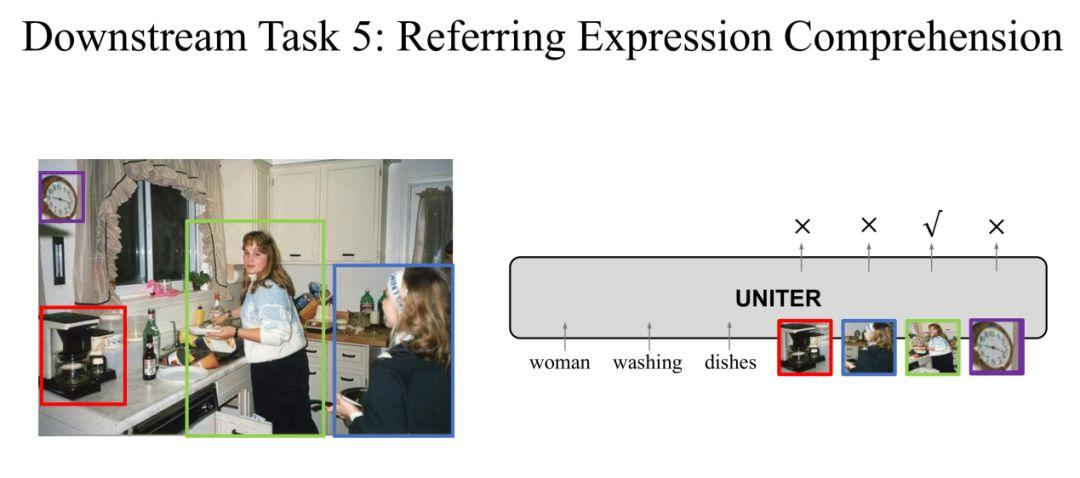 Downstream Task 5: Referring Expression Comprehension
× × √ ×
UNITER
woman washing dishes